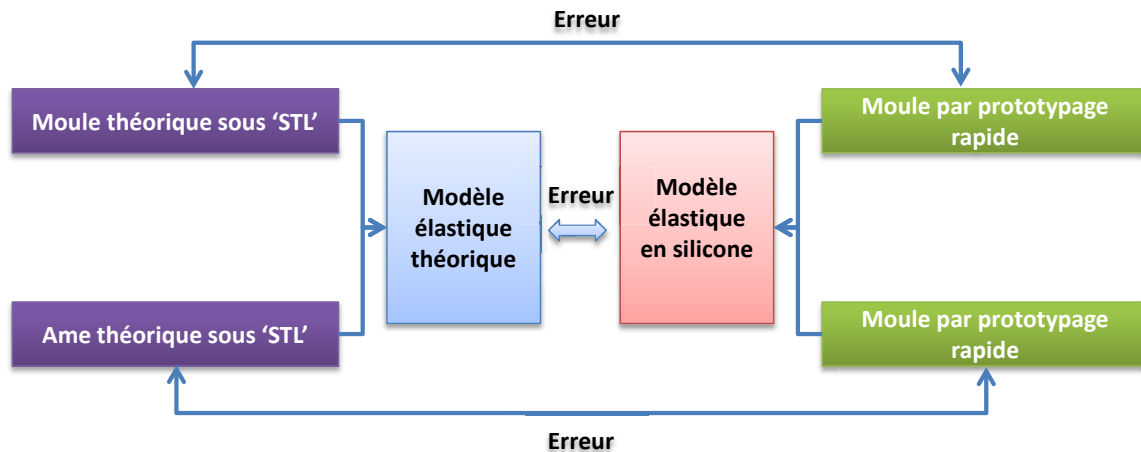 Erreur
Moule théorique sous ‘STL’
Moule par prototypage
rapide
Modèle
élastique
théorique
Erreur
Modèle
élastique
en silicone
Ame théorique sous ‘STL’
Moule par prototypage
rapide
Erreur